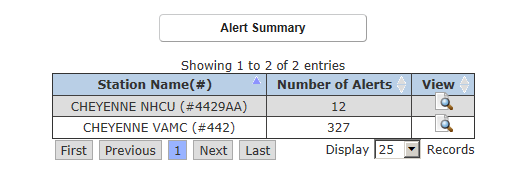 Alert Summary
Showing 1 to 2 of 2 entries
Station Name(#) Number of Alerts View
CHEYENNE NHCU (#4429AA) 12
CHEYENNE VAMC (#442) 327
First Previous 1 Next Last Display 25 Records